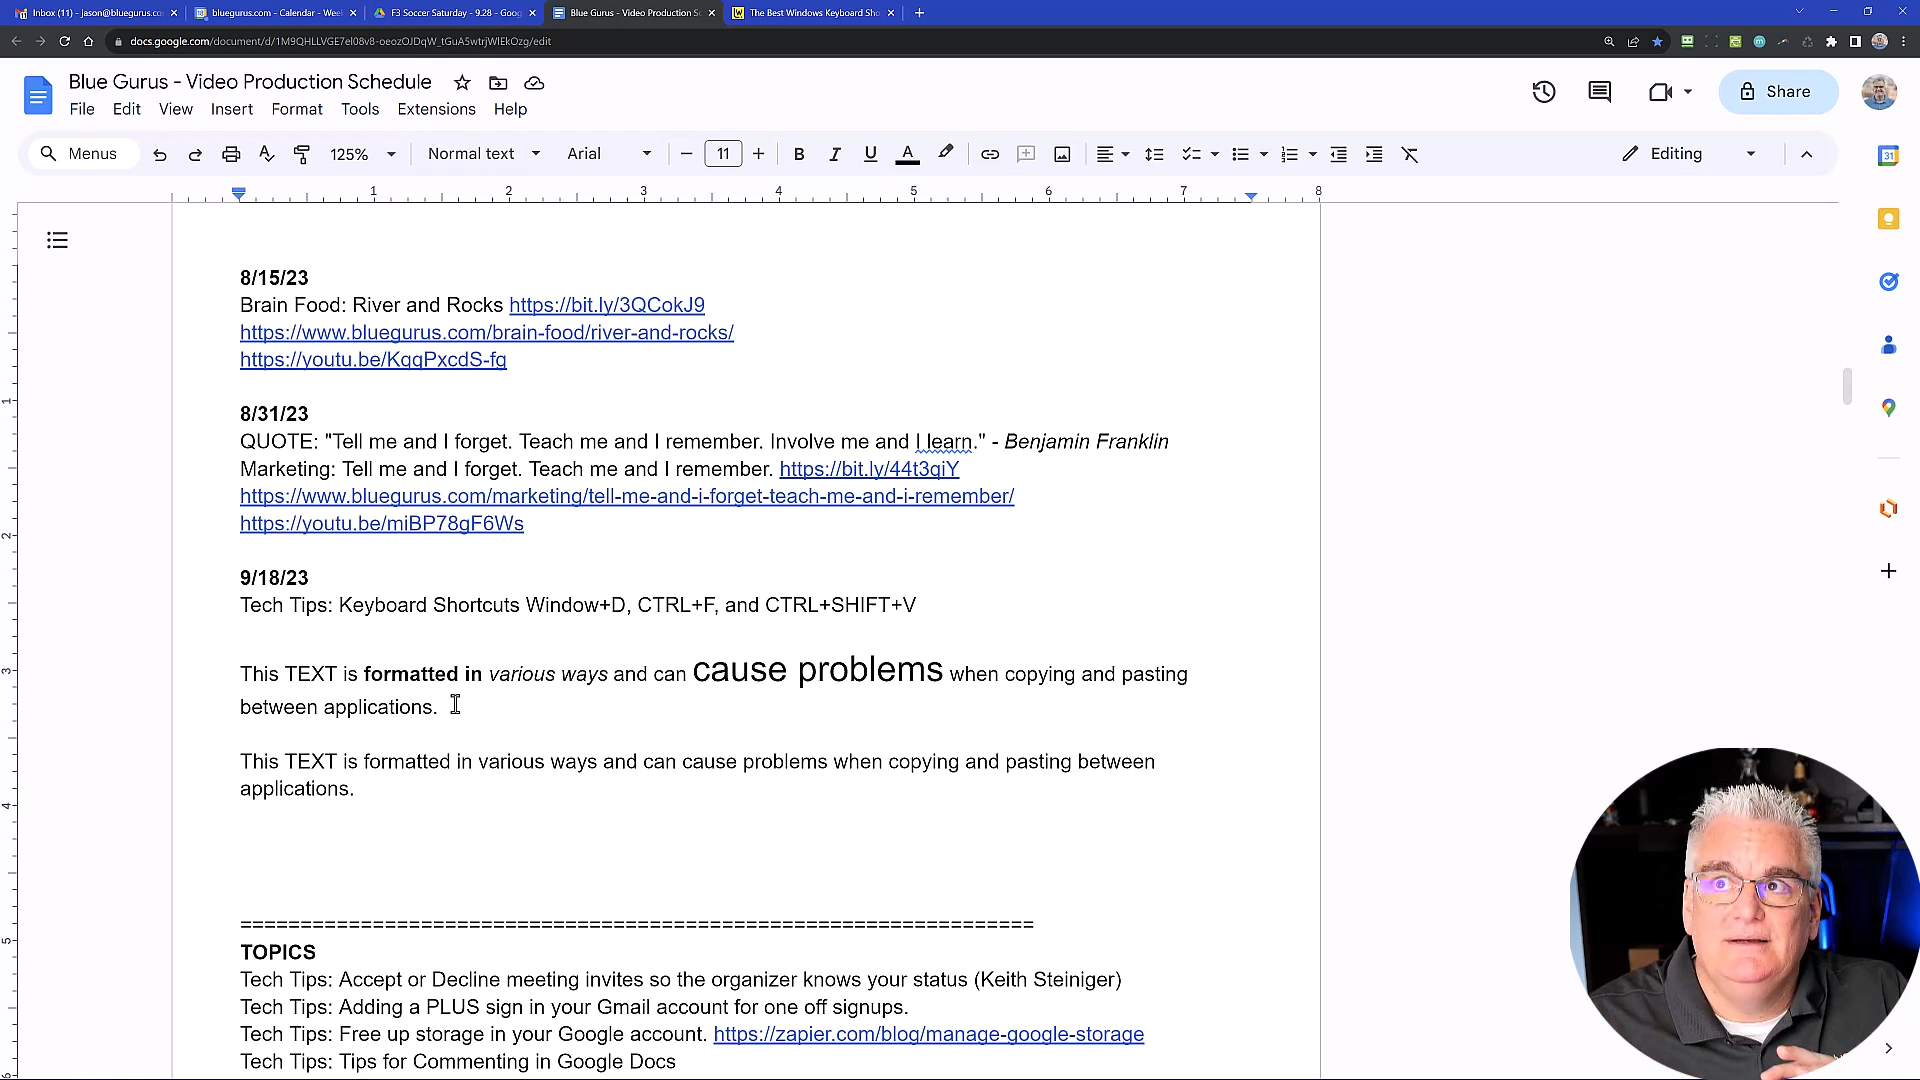 Inbox (11) - Jason@bluegurus.co
bluegurus.com - Calendar - Wee
F3 Soccer Saturday - 9.28 - Goo
Blue Gurus - Video Production Sc
The Best Windows Keyboard Sho
docs.google.com/document/d/1M9QHLLVGE7el08v8-oeozOJDqW_tGuA5wtrjWlEkOzg/edit
Blue Gurus - Video Production Schedule
File Edit View Insert Format Tools Extensions Help
Share
Menus 125% Normal text Arial 11 Editing
1 2 3 4 5 6 7 8
8/15/23
Brain Food: River and Rocks https://bit.ly/3QCokJ9
https://www.bluegurus.com/brain-food/river-and-rocks/
https://youtu.be/KqqPxcdS-fg
8/31/23
QUOTE: "Tell me and I forget. Teach me and I remember. Involve me and I learn." - Benjamin Franklin
Marketing: Tell me and I forget. Teach me and I remember. https://bit.ly/44t3qiY
https://www.bluegurus.com/marketing/tell-me-and-i-forget-teach-me-and-i-remember/
https://youtu.be/miBP78gF6Ws
9/18/23
Tech Tips: Keyboard Shortcuts Window+D, CTRL+F, and CTRL+SHIFT+V
This TEXT is formatted in various ways and can cause problems when copying and pasting
between applications.
This TEXT is formatted in various ways and can cause problems when copying and pasting between
applications.
==================================================================
TOPICS
Tech Tips: Accept or Decline meeting invites so the organizer knows your status (Keith Steiniger)
Tech Tips: Adding a PLUS sign in your Gmail account for one off signups.
Tech Tips: Free up storage in your Google account. https://zapier.com/blog/manage-google-storage
Tech Tips: Tips for Commenting in Google Docs